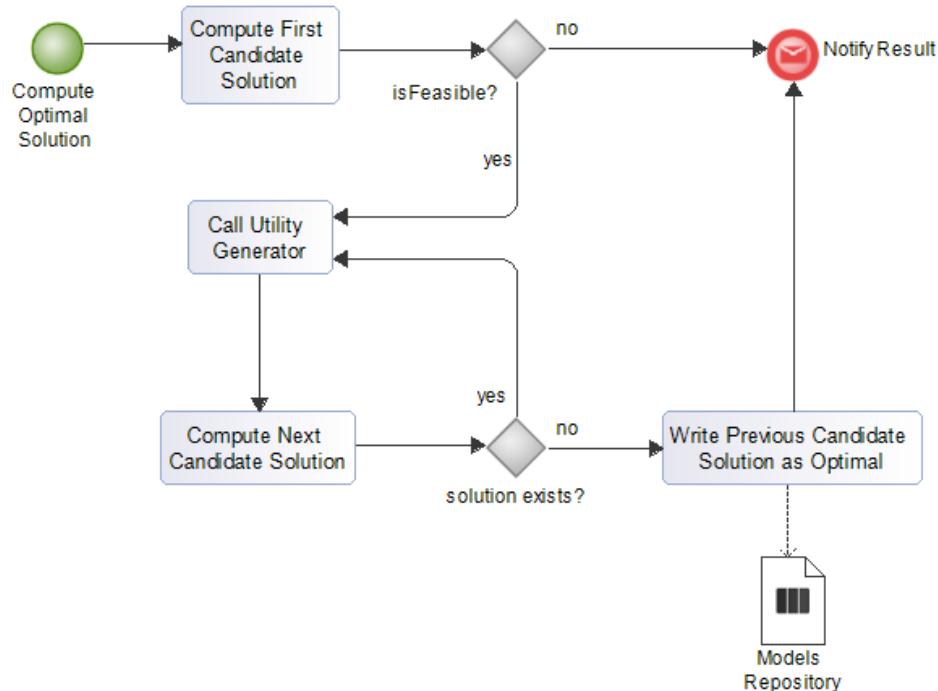 Compute
Optimal
Solution
Compute First
Candidate
Solution
isFeasible?
no
Notify Result
yes
Call Utility
Generator
yes
Compute Next
Candidate Solution
solution exists?
no
Write Previous Candidate
Solution as Optimal
Models
Repository